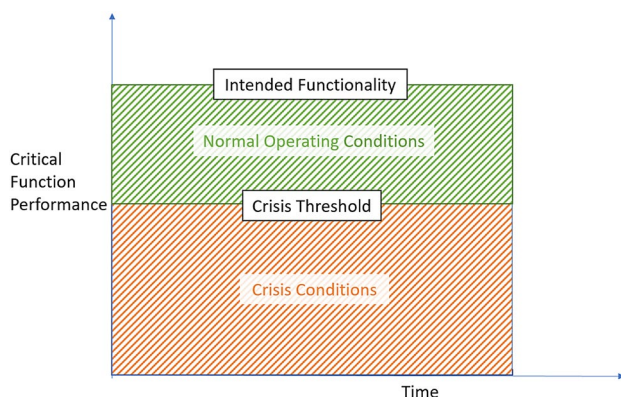 Intended Functionality
Normal Operating Conditions
Critical
Function
Performance
Crisis Threshold
Crisis Conditions
Time